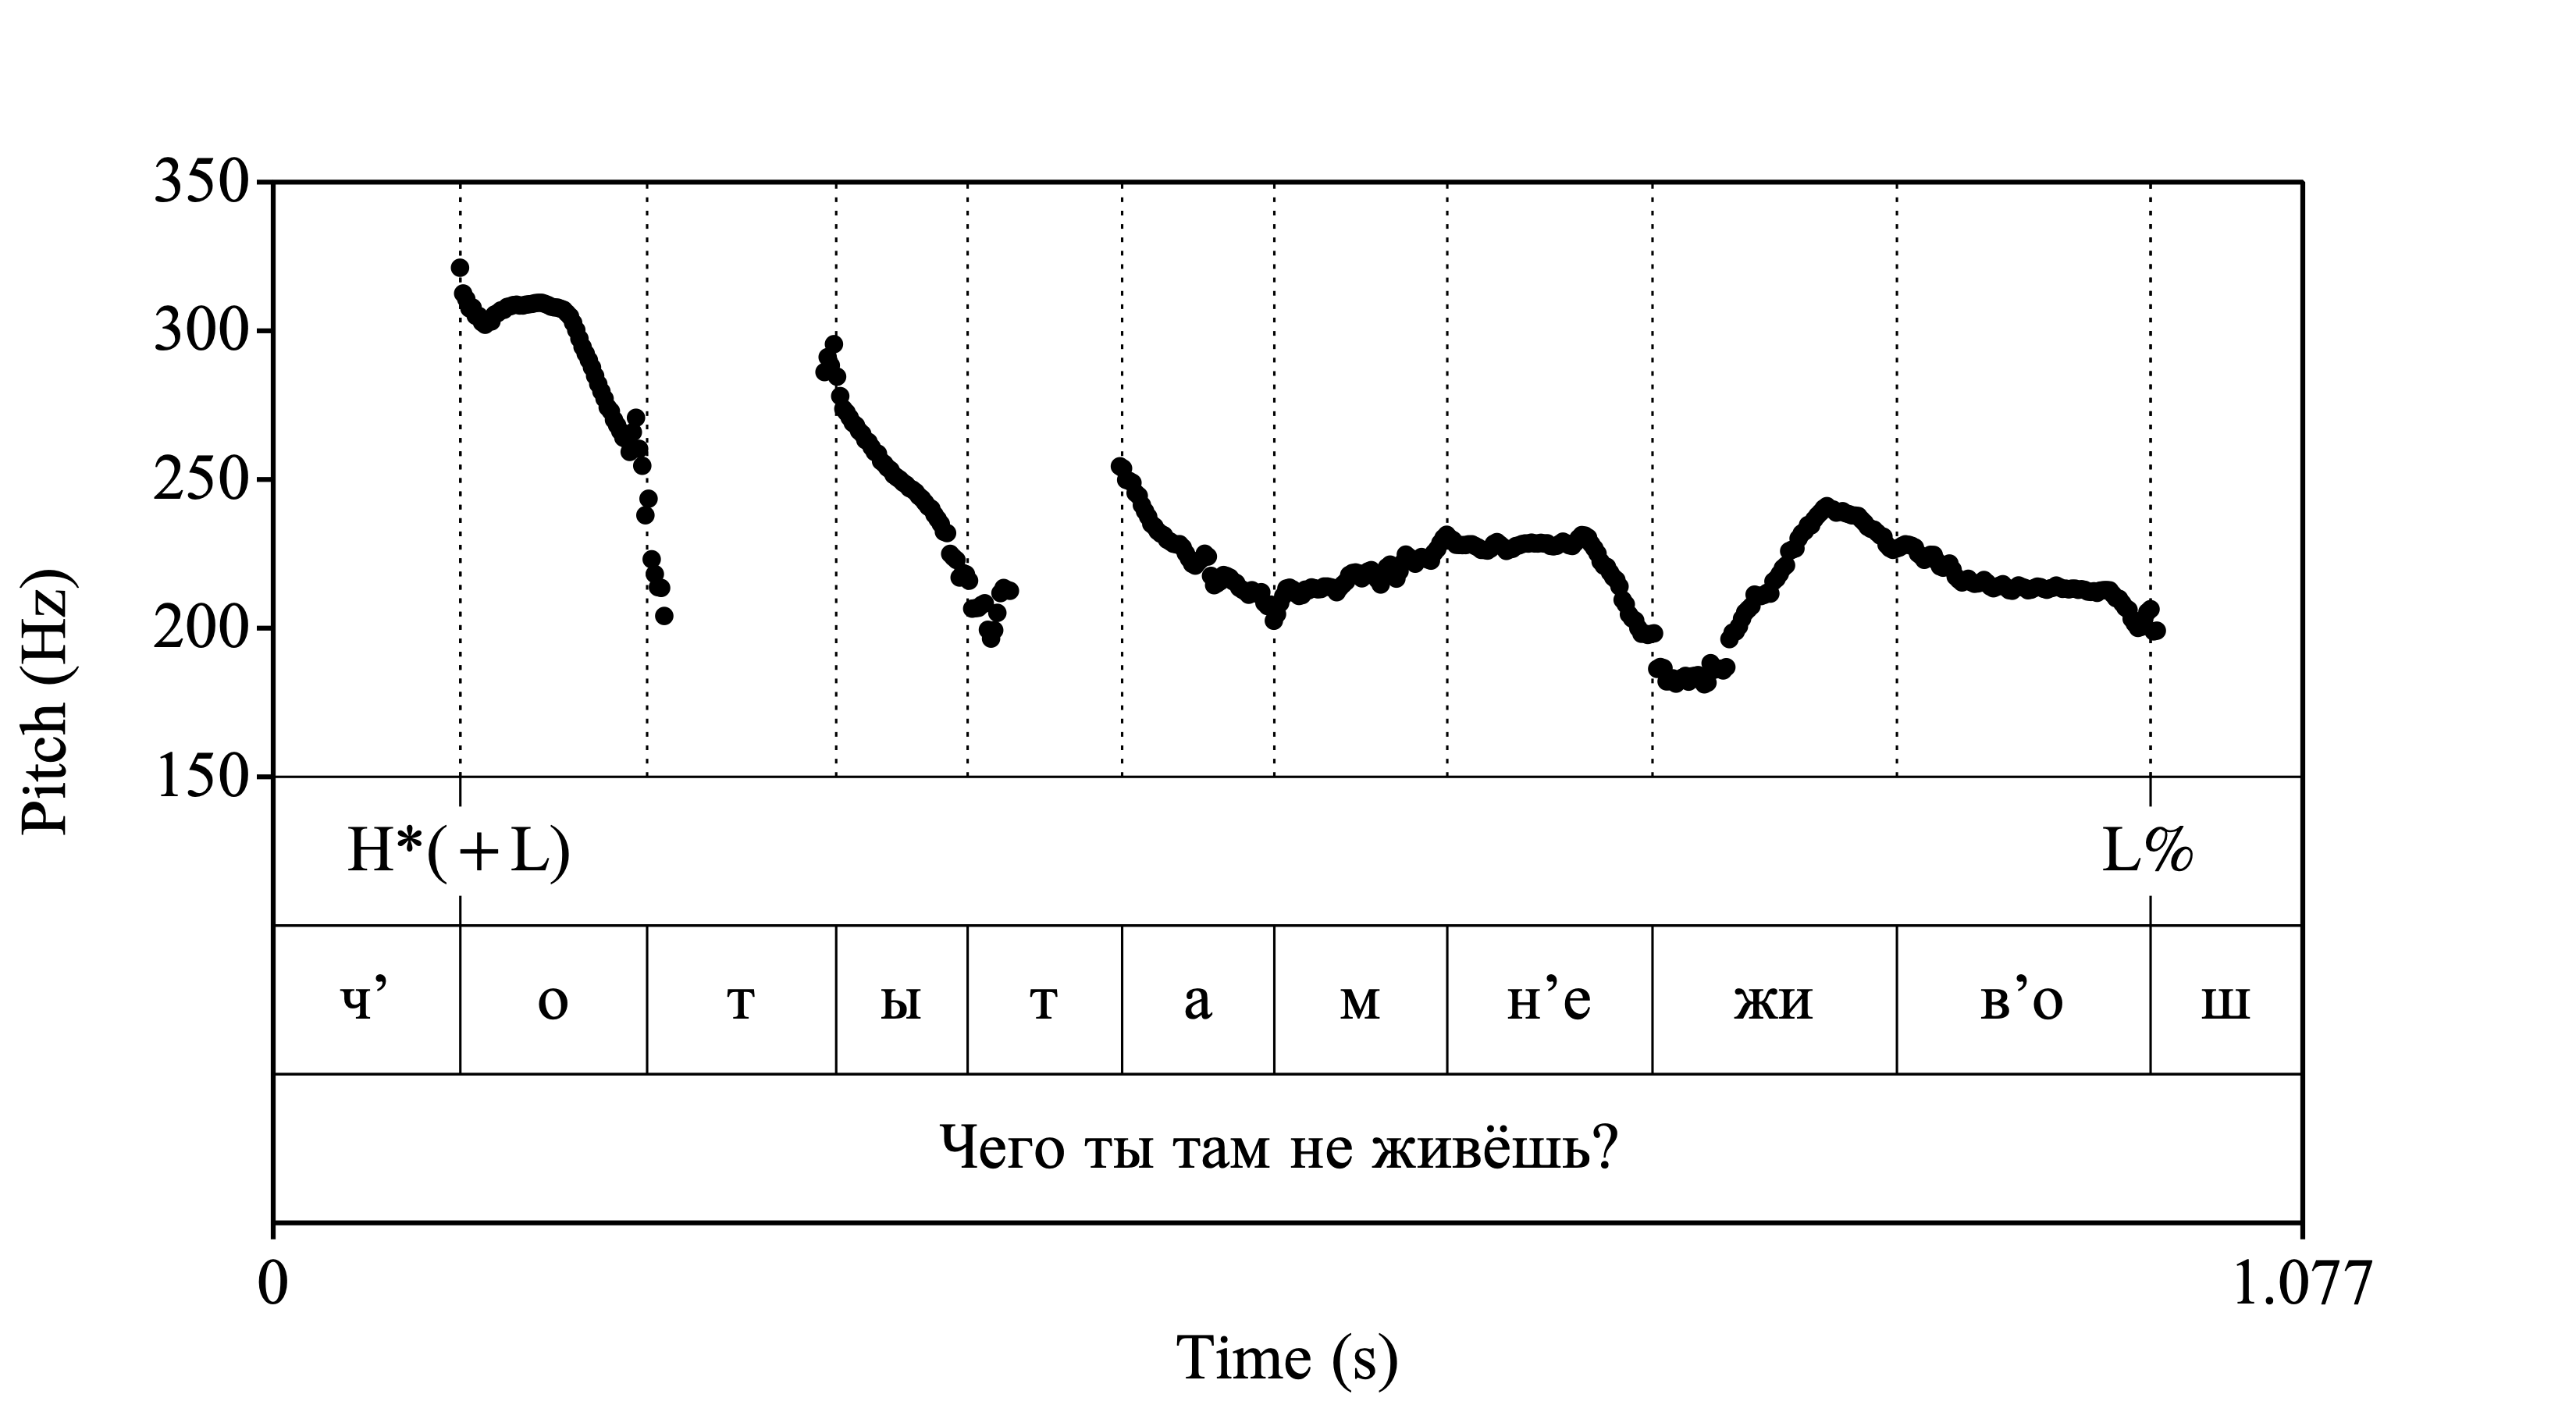 350
300
250
200
150
Pitch (Hz)
H*(+L) L%
ч’ о т ы т а м н’е жи в’о ш
Чего ты там не живёшь?
0 1.077
Time (s)